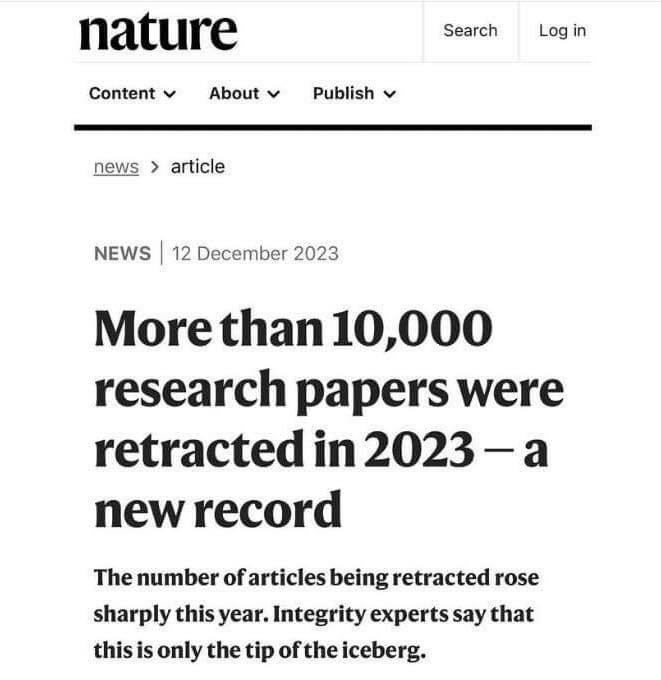 nature
Search
Log in
Content
About
Publish
news > article
NEWS | 12 December 2023
More than 10,000
research papers were
retracted in 2023 — a
new record
The number of articles being retracted rose
sharply this year. Integrity experts say that
this is only the tip of the iceberg.